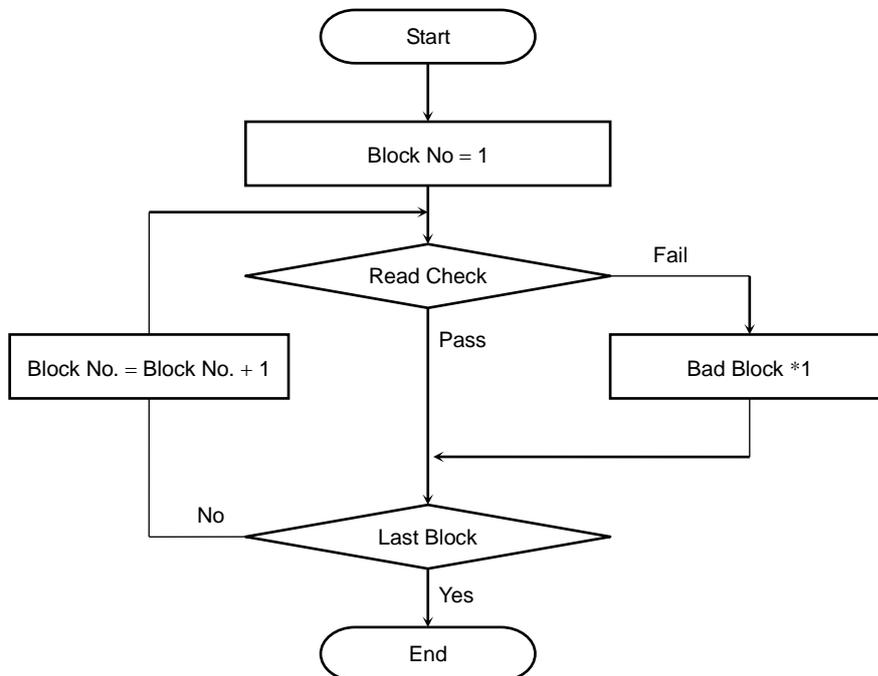 Start
Block No = 1
Read Check
Fail
Pass
Block No. = Block No. + 1
Bad Block *1
No
Last Block
Yes
End